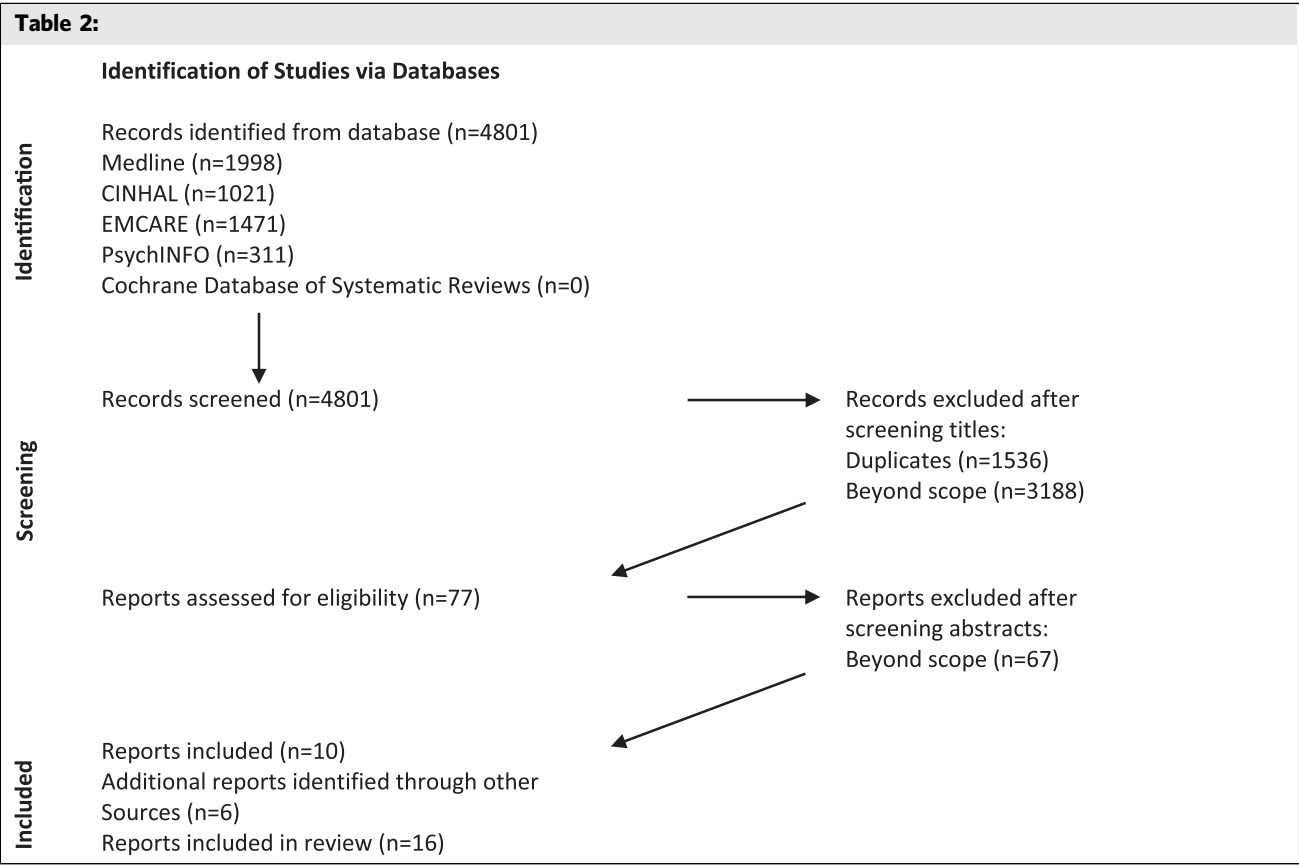 Table 2:
Identification of Studies via Databases
Identification
Records identified from database (n=4801)
Medline (n=1998)
CINHAL (n=1021)
EMCARE (n=1471)
PsychINFO (n=311)
Cochrane Database of Systematic Reviews (n=0)
Screening
Records screened (n=4801)
Records excluded after
screening titles:
Duplicates (n=1536)
Beyond scope (n=3188)
Reports assessed for eligibility (n=77)
Reports excluded after
screening abstracts:
Beyond scope (n=67)
Included
Reports included (n=10)
Additional reports identified through other
Sources (n=6)
Reports included in review (n=16)